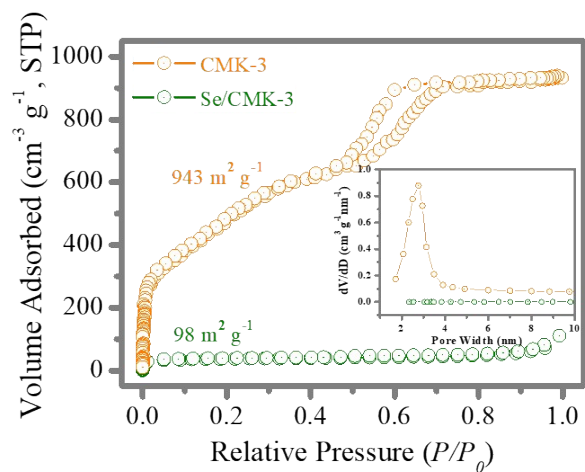 Volume Adsorbed (cm⁻³ g⁻¹, STP)
1000
800
600
400
200
0
CMK-3
Se/CMK-3
943 m² g⁻¹
98 m² g⁻¹
dV/dD (cm³ g⁻¹nm⁻¹)
1.0
0.8
0.6
0.4
0.2
0.0
2 4 6 8 10
Pore Width (nm)
0.0 0.2 0.4 0.6 0.8 1.0
Relative Pressure (P/P₀)